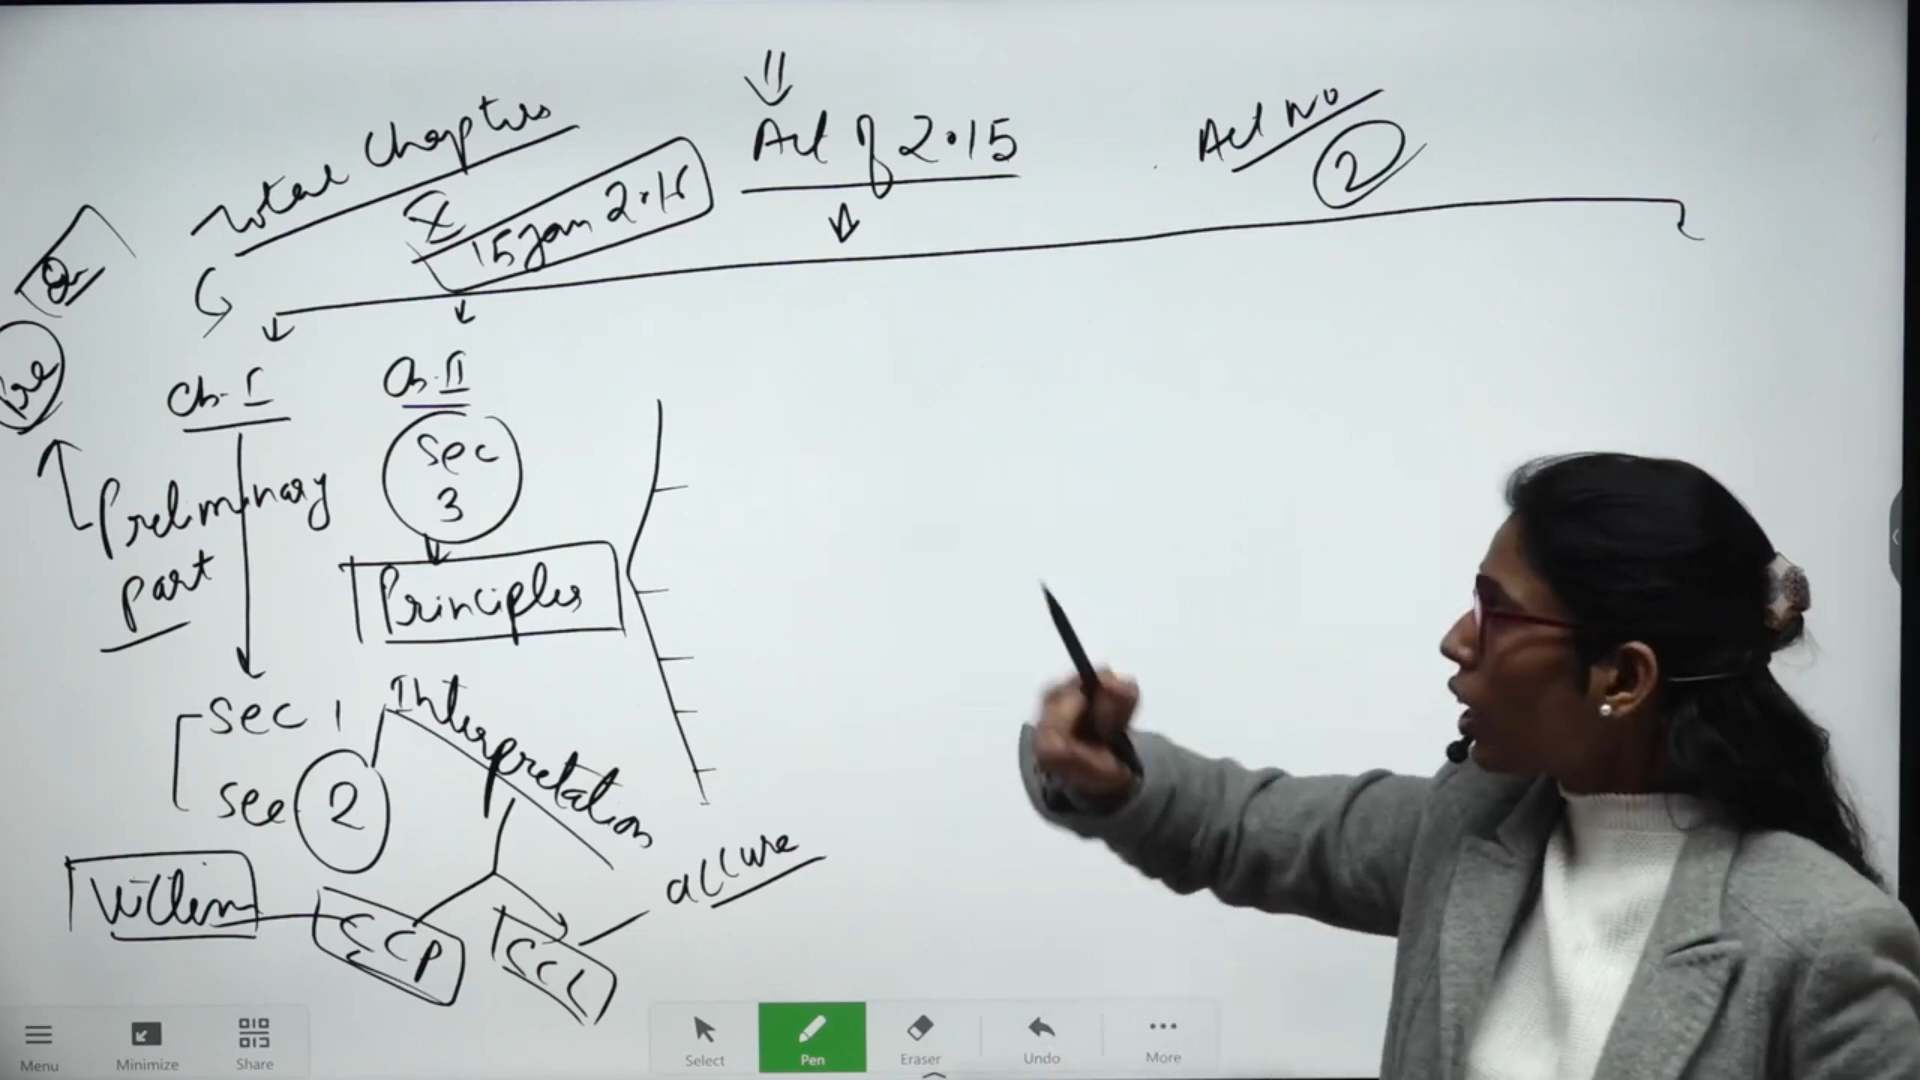 Total Chapters
X
15 Jan 2016
Act of 2015
Act No
2
Ch-I
Ch-II
Sec
3
Preliminary
part
Principles
Sec 1
Sec 2
Interpretation
Victim
CCP
CCL
accuse
Menu
Minimize
Share
Select
Pen
Eraser
Undo
More